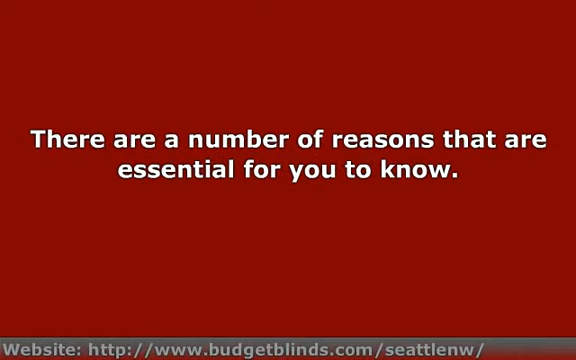 There are a number of reasons that are
essential for you to know.
Website: http://www.budgetblinds.com/seattlenw/